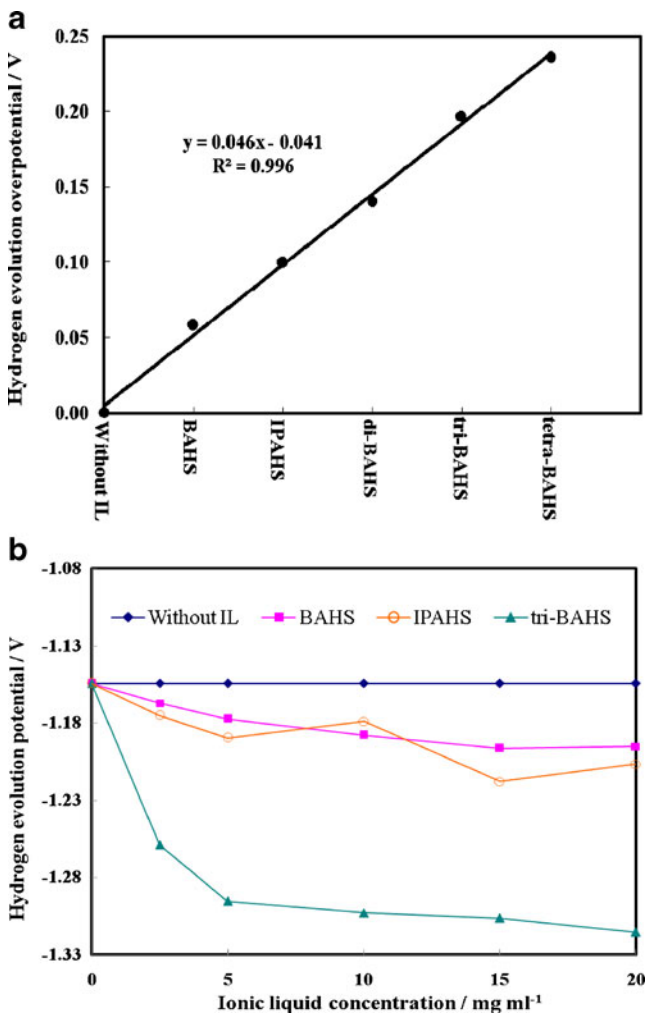 a
Hydrogen evolution overpotential / V
0.25
0.20
0.15
0.10
0.05
0.00
y = 0.046x - 0.041
R² = 0.996
Without IL
BAHS
IPAHS
di-BAHS
tri-BAHS
tetra-BAHS
b
Hydrogen evolution potential / V
-1.08
-1.13
-1.18
-1.23
-1.28
-1.33
Without IL BAHS IPAHS tri-BAHS
0 5 10 15 20
Ionic liquid concentration / mg ml⁻¹